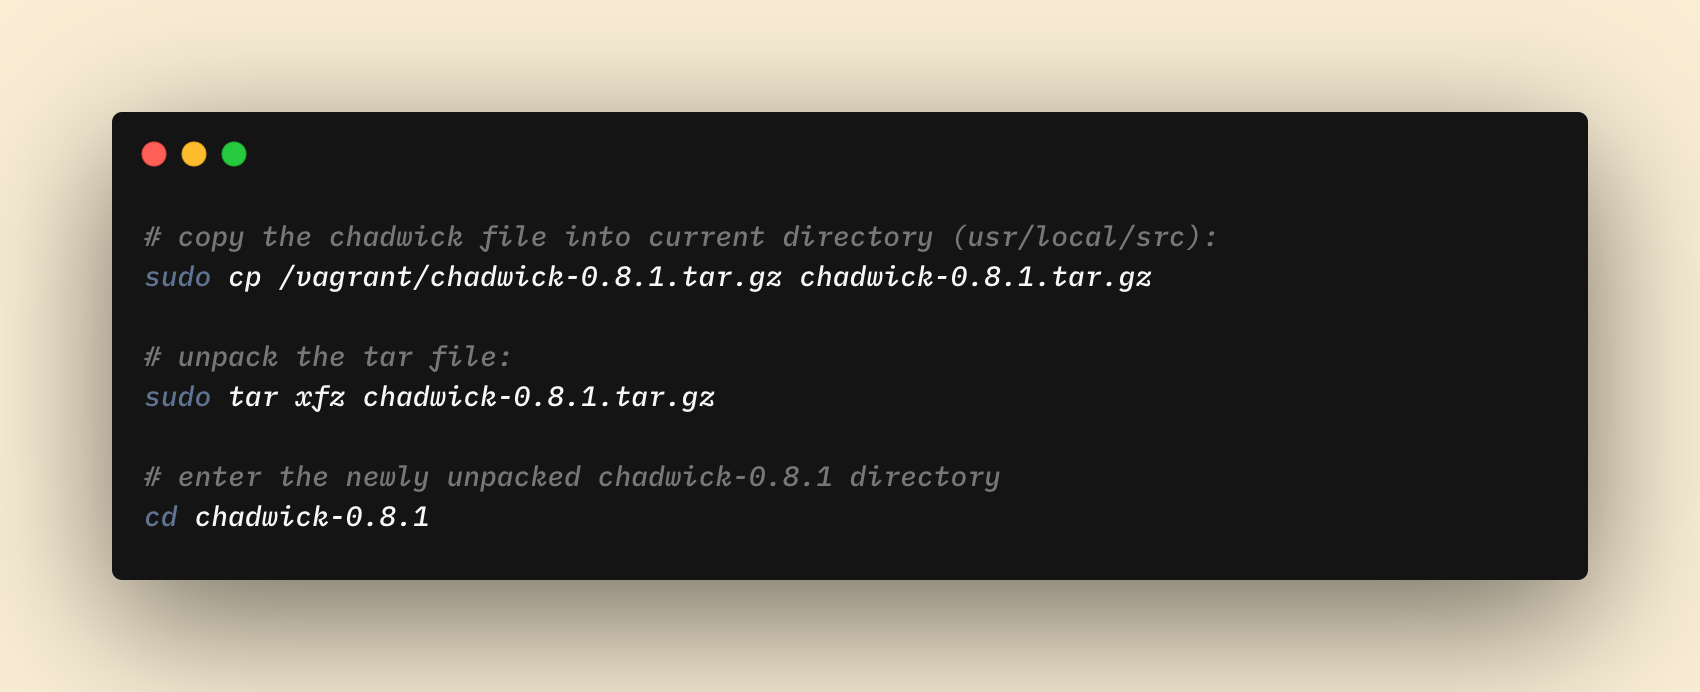 # copy the chadwick file into current directory (usr/local/src):
sudo cp /vagrant/chadwick-0.8.1.tar.gz chadwick-0.8.1.tar.gz
# unpack the tar file:
sudo tar xfz chadwick-0.8.1.tar.gz
# enter the newly unpacked chadwick-0.8.1 directory
cd chadwick-0.8.1